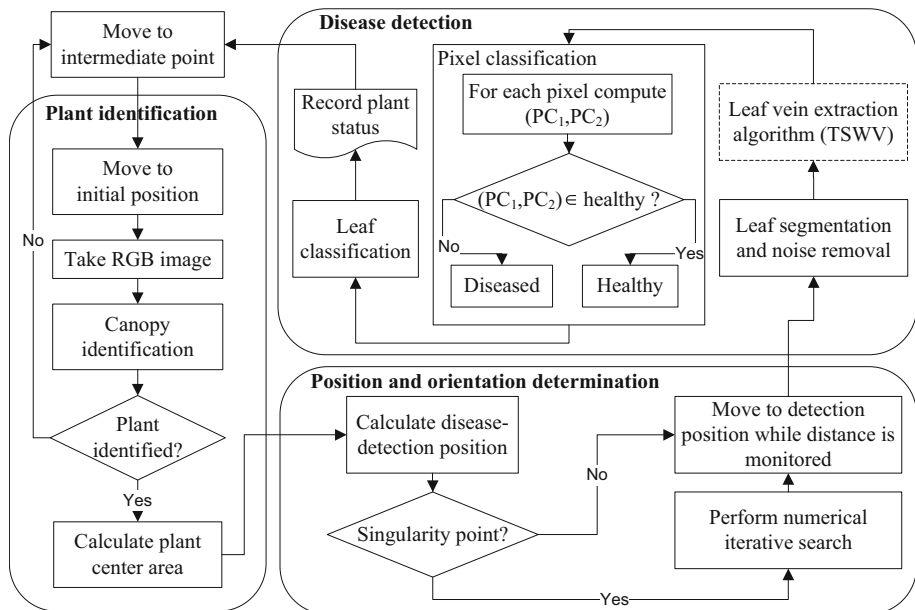 Move to
intermediate point
Plant identification
Move to
initial position
No
Take RGB image
Canopy
identification
Plant
identified?
Yes
Calculate plant
center area
Disease detection
Record plant
status
Leaf
classification
Pixel classification
For each pixel compute
(PC₁,PC₂)
(PC₁,PC₂)∈ healthy ?
No
Yes
Diseased
Healthy
Leaf vein extraction
algorithm (TSWV)
Leaf segmentation
and noise removal
Position and orientation determination
Calculate disease-
detection position
Singularity point?
No
Yes
Move to detection
position while distance is
monitored
Perform numerical
iterative search